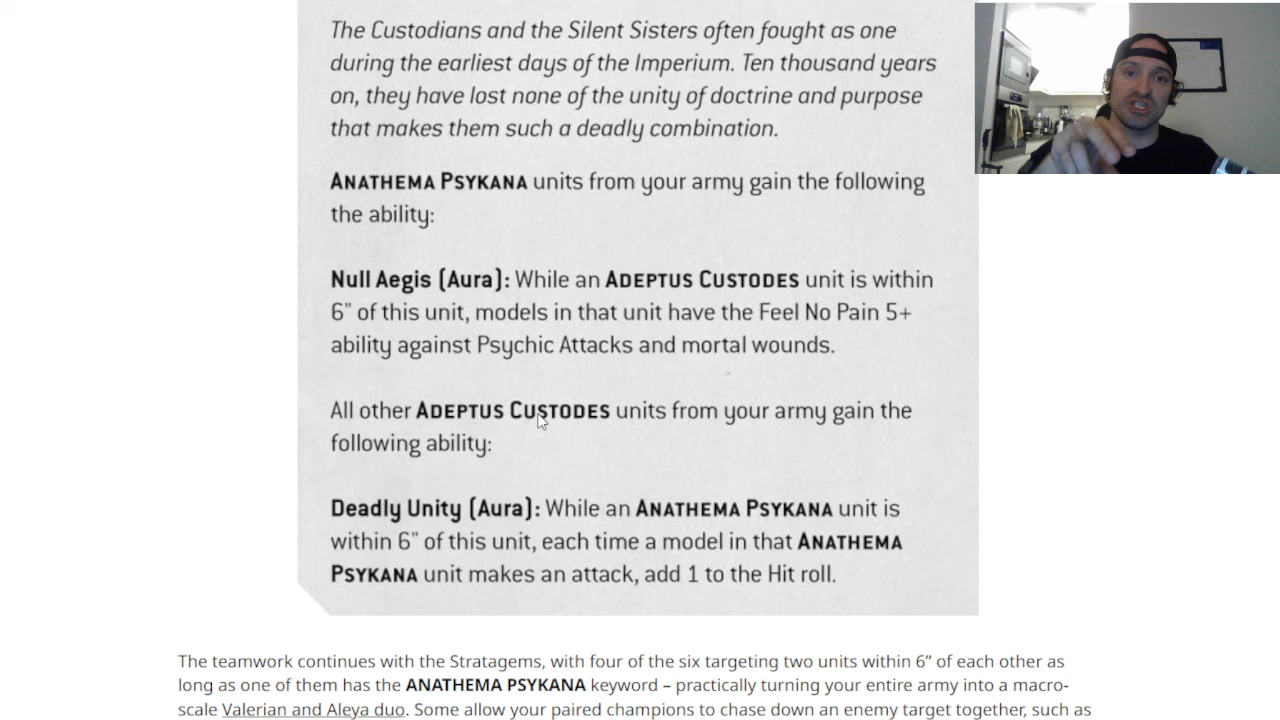 The Custodians and the Silent Sisters often fought as one
during the earliest days of the Imperium. Ten thousand years
on, they have lost none of the unity of doctrine and purpose
that makes them such a deadly combination.
ANATHEMA PSYKANA units from your army gain the following
the ability:
Null Aegis (Aura): While an ADEPTUS CUSTODES unit is within
6" of this unit, models in that unit have the Feel No Pain 5+
ability against Psychic Attacks and mortal wounds.
All other ADEPTUS CUSTODES units from your army gain the
following ability:
Deadly Unity (Aura): While an ANATHEMA PSYKANA unit is
within 6" of this unit, each time a model in that ANATHEMA
PSYKANA unit makes an attack, add 1 to the Hit roll.
The teamwork continues with the Stratagems, with four of the six targeting two units within 6” of each other as
long as one of them has the ANATHEMA PSYKANA keyword – practically turning your entire army into a macro-
scale Valerian and Aleya duo. Some allow your paired champions to chase down an enemy target together, such as